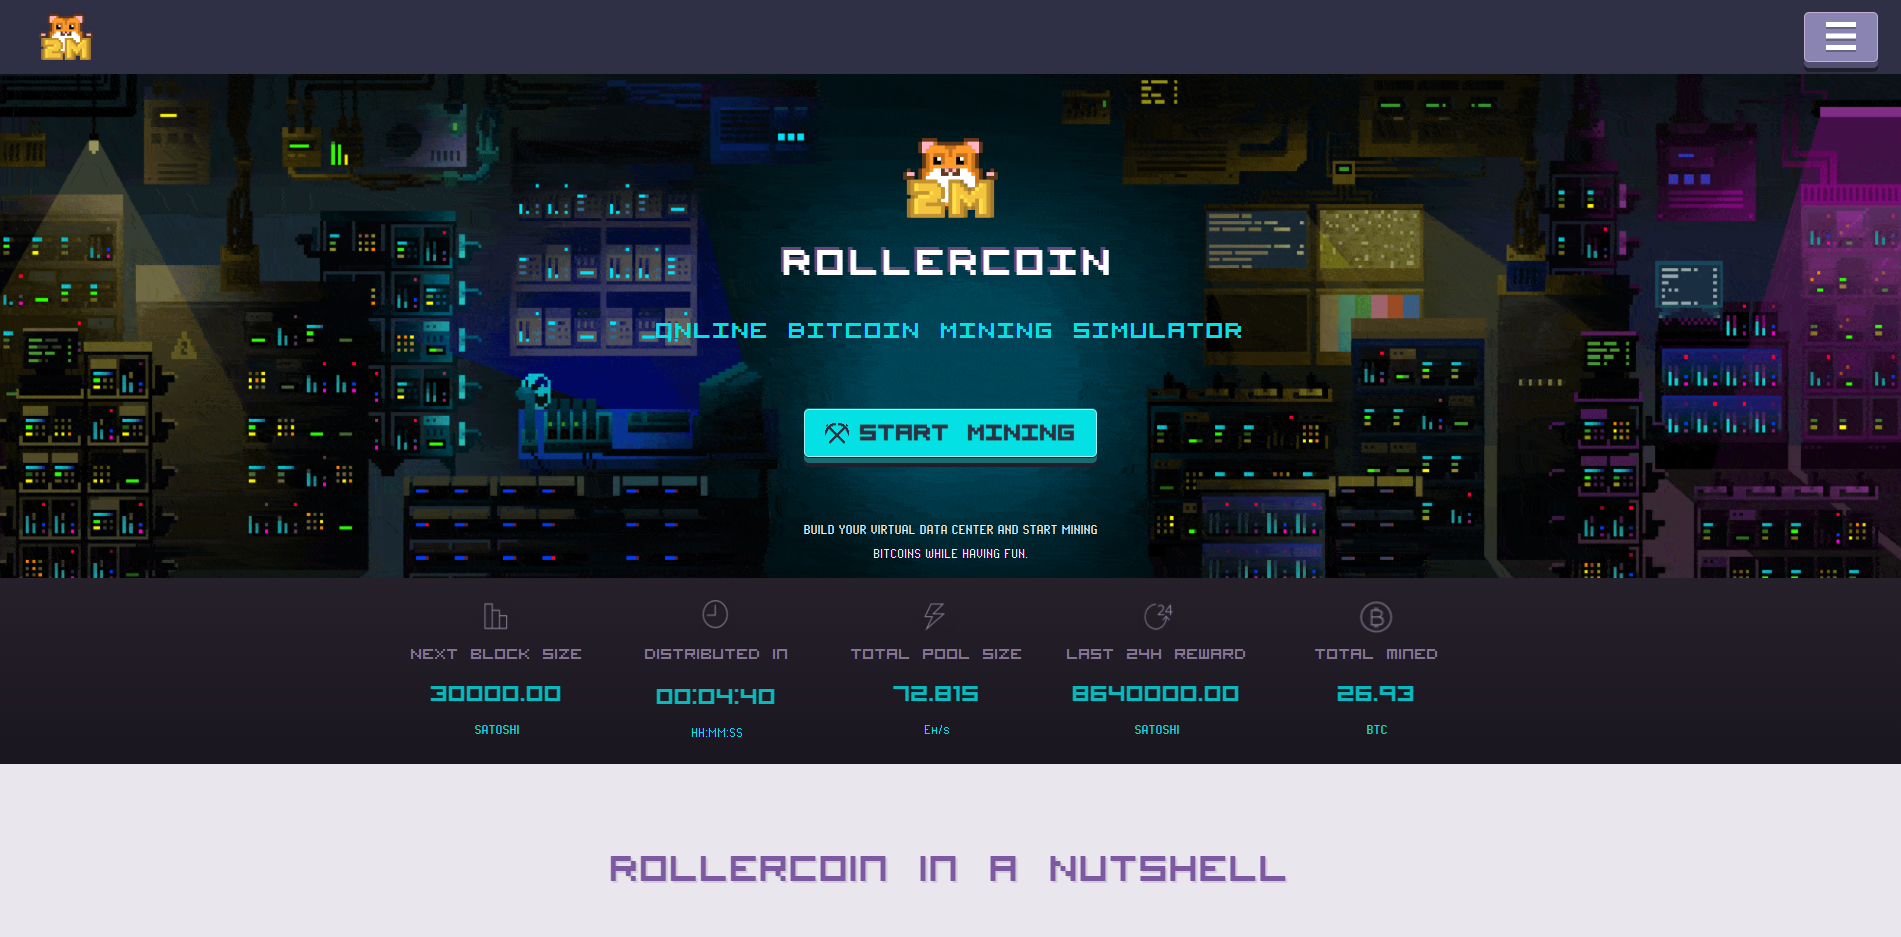 2M
2M
ROLLERCOIN
ONLINE BITCOIN MINING SIMULATOR
START MINING
BUILD YOUR VIRTUAL DATA CENTER AND START MINING
BITCOINS WHILE HAVING FUN.
24
NEXT BLOCK SIZE DISTRIBUTED IN TOTAL POOL SIZE LAST 24H REWARD TOTAL MINED
30000.00 00:04:40 72.815 8640000.00 26.93
SATOSHI HH:MM:SS EH/s SATOSHI BTC
ROLLERCOIN IN A NUTSHELL